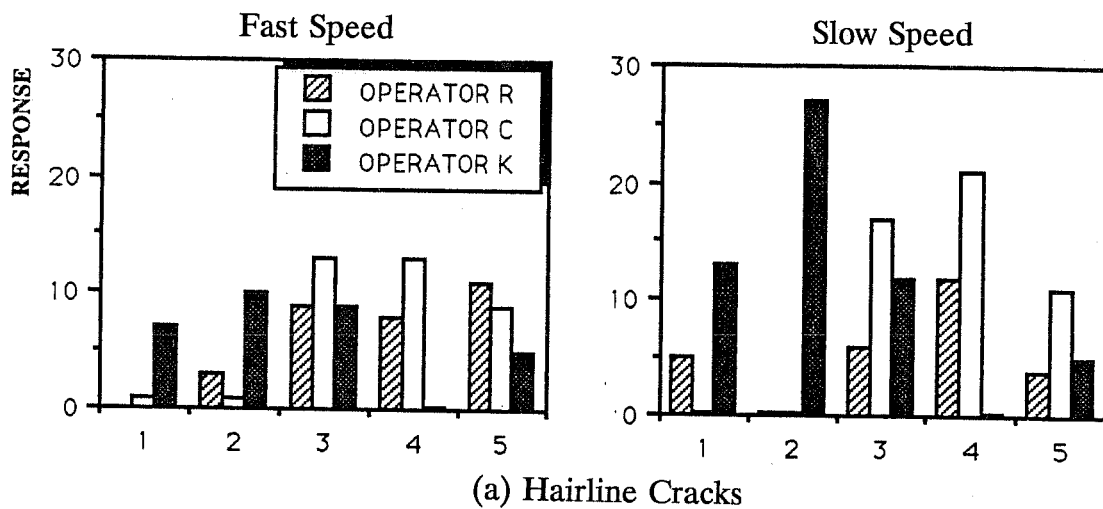 Fast Speed
Slow Speed
RESPONSE
30
20
10
0
OPERATOR R
OPERATOR C
OPERATOR K
1 2 3 4 5
30
20
10
0
1 2 3 4 5
(a) Hairline Cracks